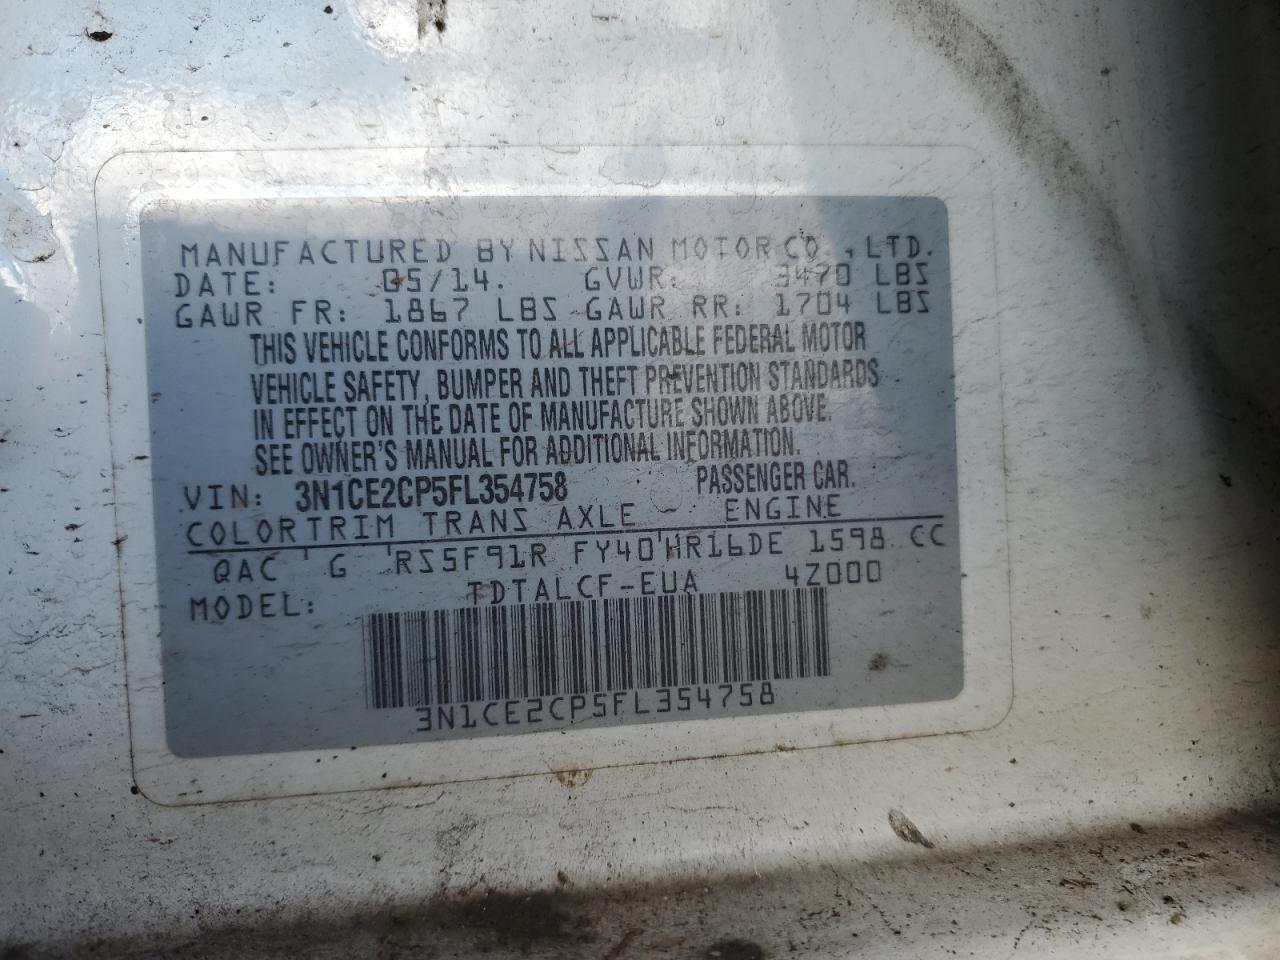 MANUFACTURED BY NISSAN MOTOR CO., LTD.
DATE: 05/14. GVWR: 3470 LBS
GAWR FR: 1867 LBS GAWR RR: 1704 LBS
THIS VEHICLE CONFORMS TO ALL APPLICABLE FEDERAL MOTOR
VEHICLE SAFETY, BUMPER AND THEFT PREVENTION STANDARDS
IN EFFECT ON THE DATE OF MANUFACTURE SHOWN ABOVE.
SEE OWNER'S MANUAL FOR ADDITIONAL INFORMATION.
VIN: 3N1CE2CP5FL354758 PASSENGER CAR.
COLOR TRIM TRANS AXLE ENGINE
QAC ' G 'RS5F91R FY40'HR16DE 1598 CC
MODEL: TDTALCF-EUA 4Z000
3N1CE2CP5FL354758